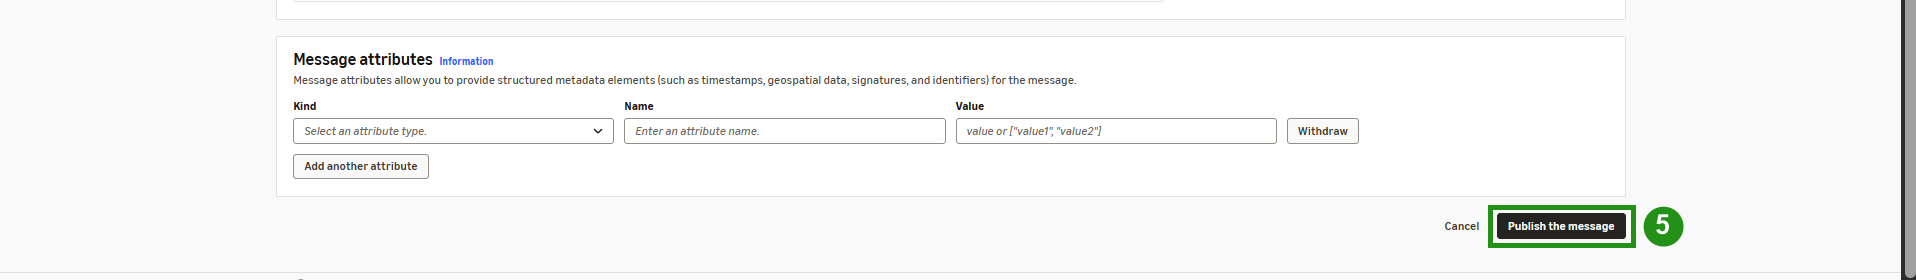 Message attributes Information
Message attributes allow you to provide structured metadata elements (such as timestamps, geospatial data, signatures, and identifiers) for the message.
Kind Name Value
Select an attribute type. Enter an attribute name. value or ["value1", "value2"] Withdraw
Add another attribute
Cancel Publish the message 5